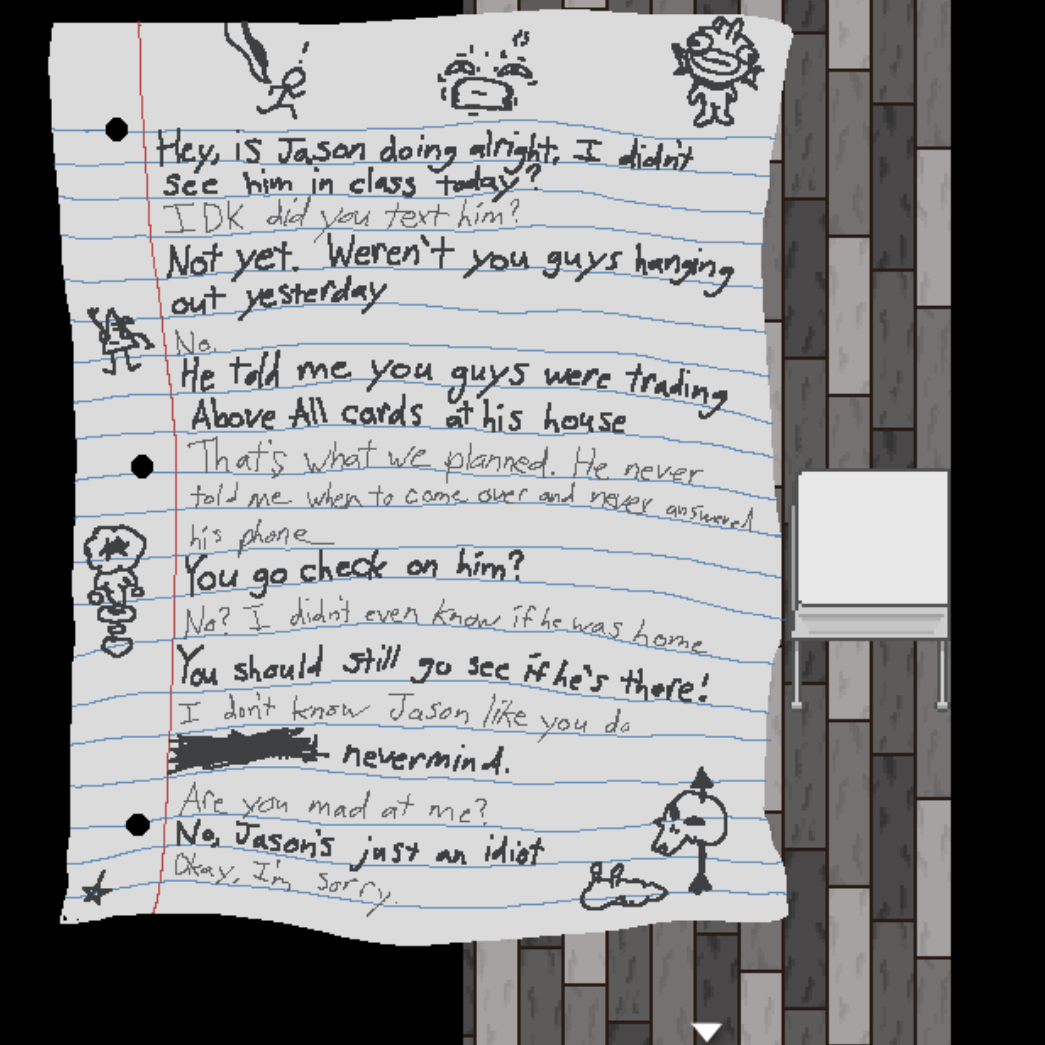 Hey, is Jason doing alright, I didn't
see him in class today?
IDK did you text him?
Not yet. Weren't you guys hanging
out yesterday
No.
He told me you guys were trading
Above All cards at his house
That's what we planned. He never
told me when to come over and never answered
his phone
You go check on him?
No? I didn't even know if he was home
You should still go see if he's there!
I don't know Jason like you do
nevermind.
Are you mad at me?
No, Jason's just an idiot
Okay, I'm sorry.